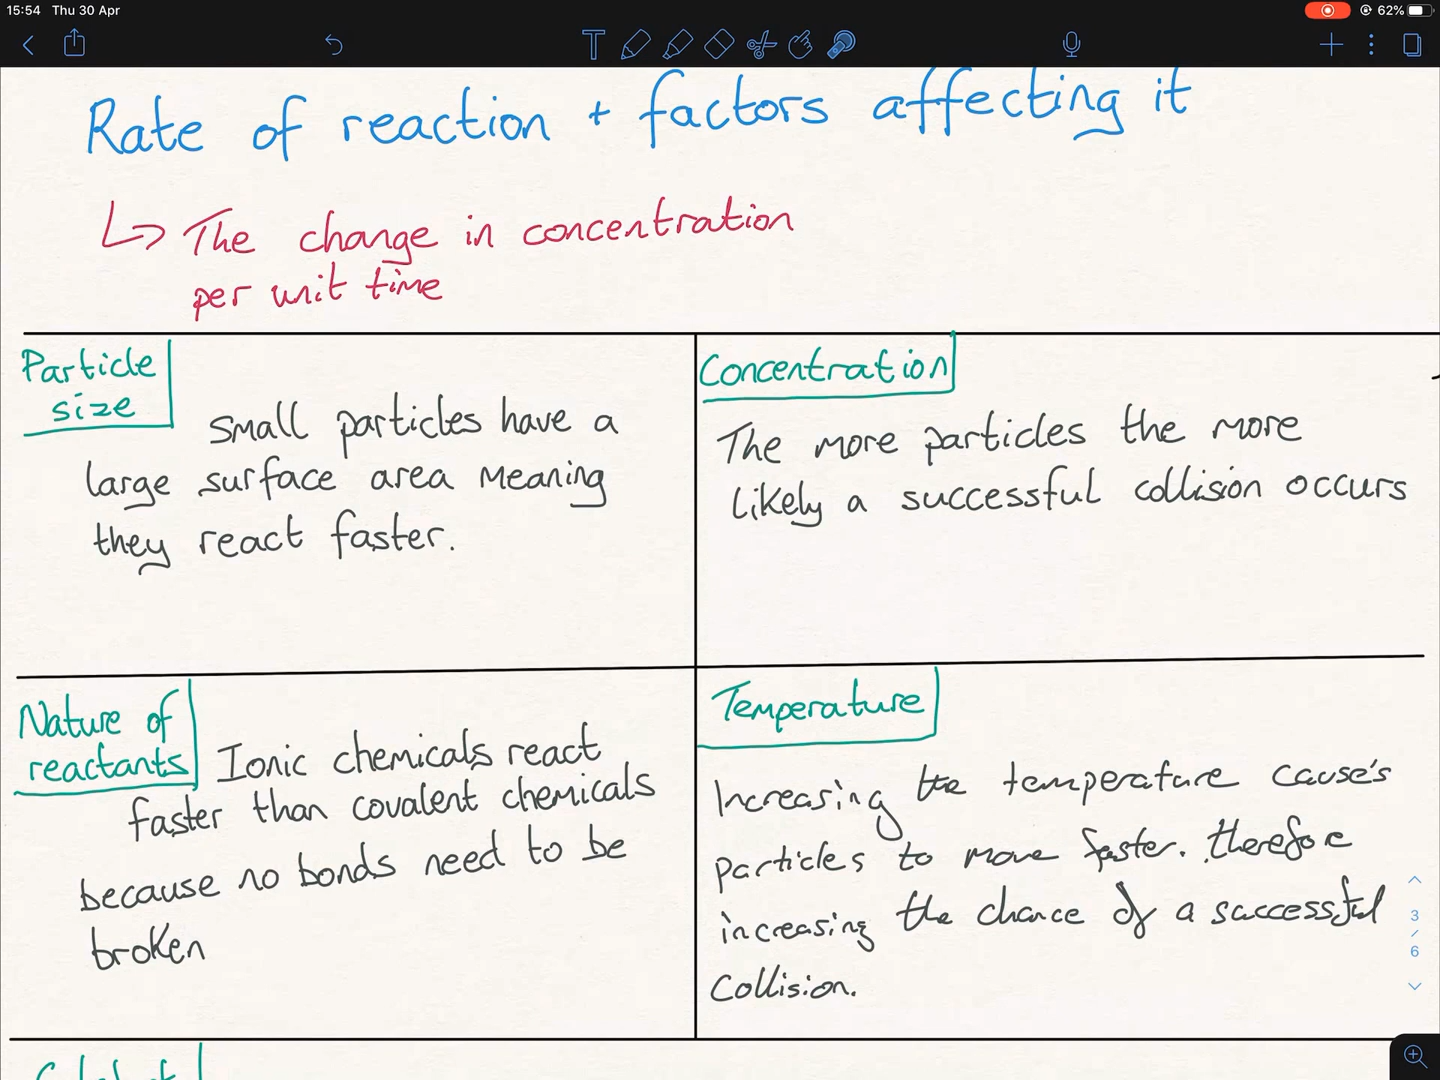 15:54 Thu 30 Apr
62%
Rate of reaction + factors affecting it
The change in concentration
per unit time
Particle
size
Small particles have a
large surface area meaning
they react faster.
Concentration
The more particles the more
likely a successful collision occurs
Nature of
reactants
Ionic chemicals react
faster than covalent chemicals
because no bonds need to be
broken
Temperature
Increasing the temperature cause's
particles to move faster. therefore
increasing the chance of a successful
collision.
3
/
6